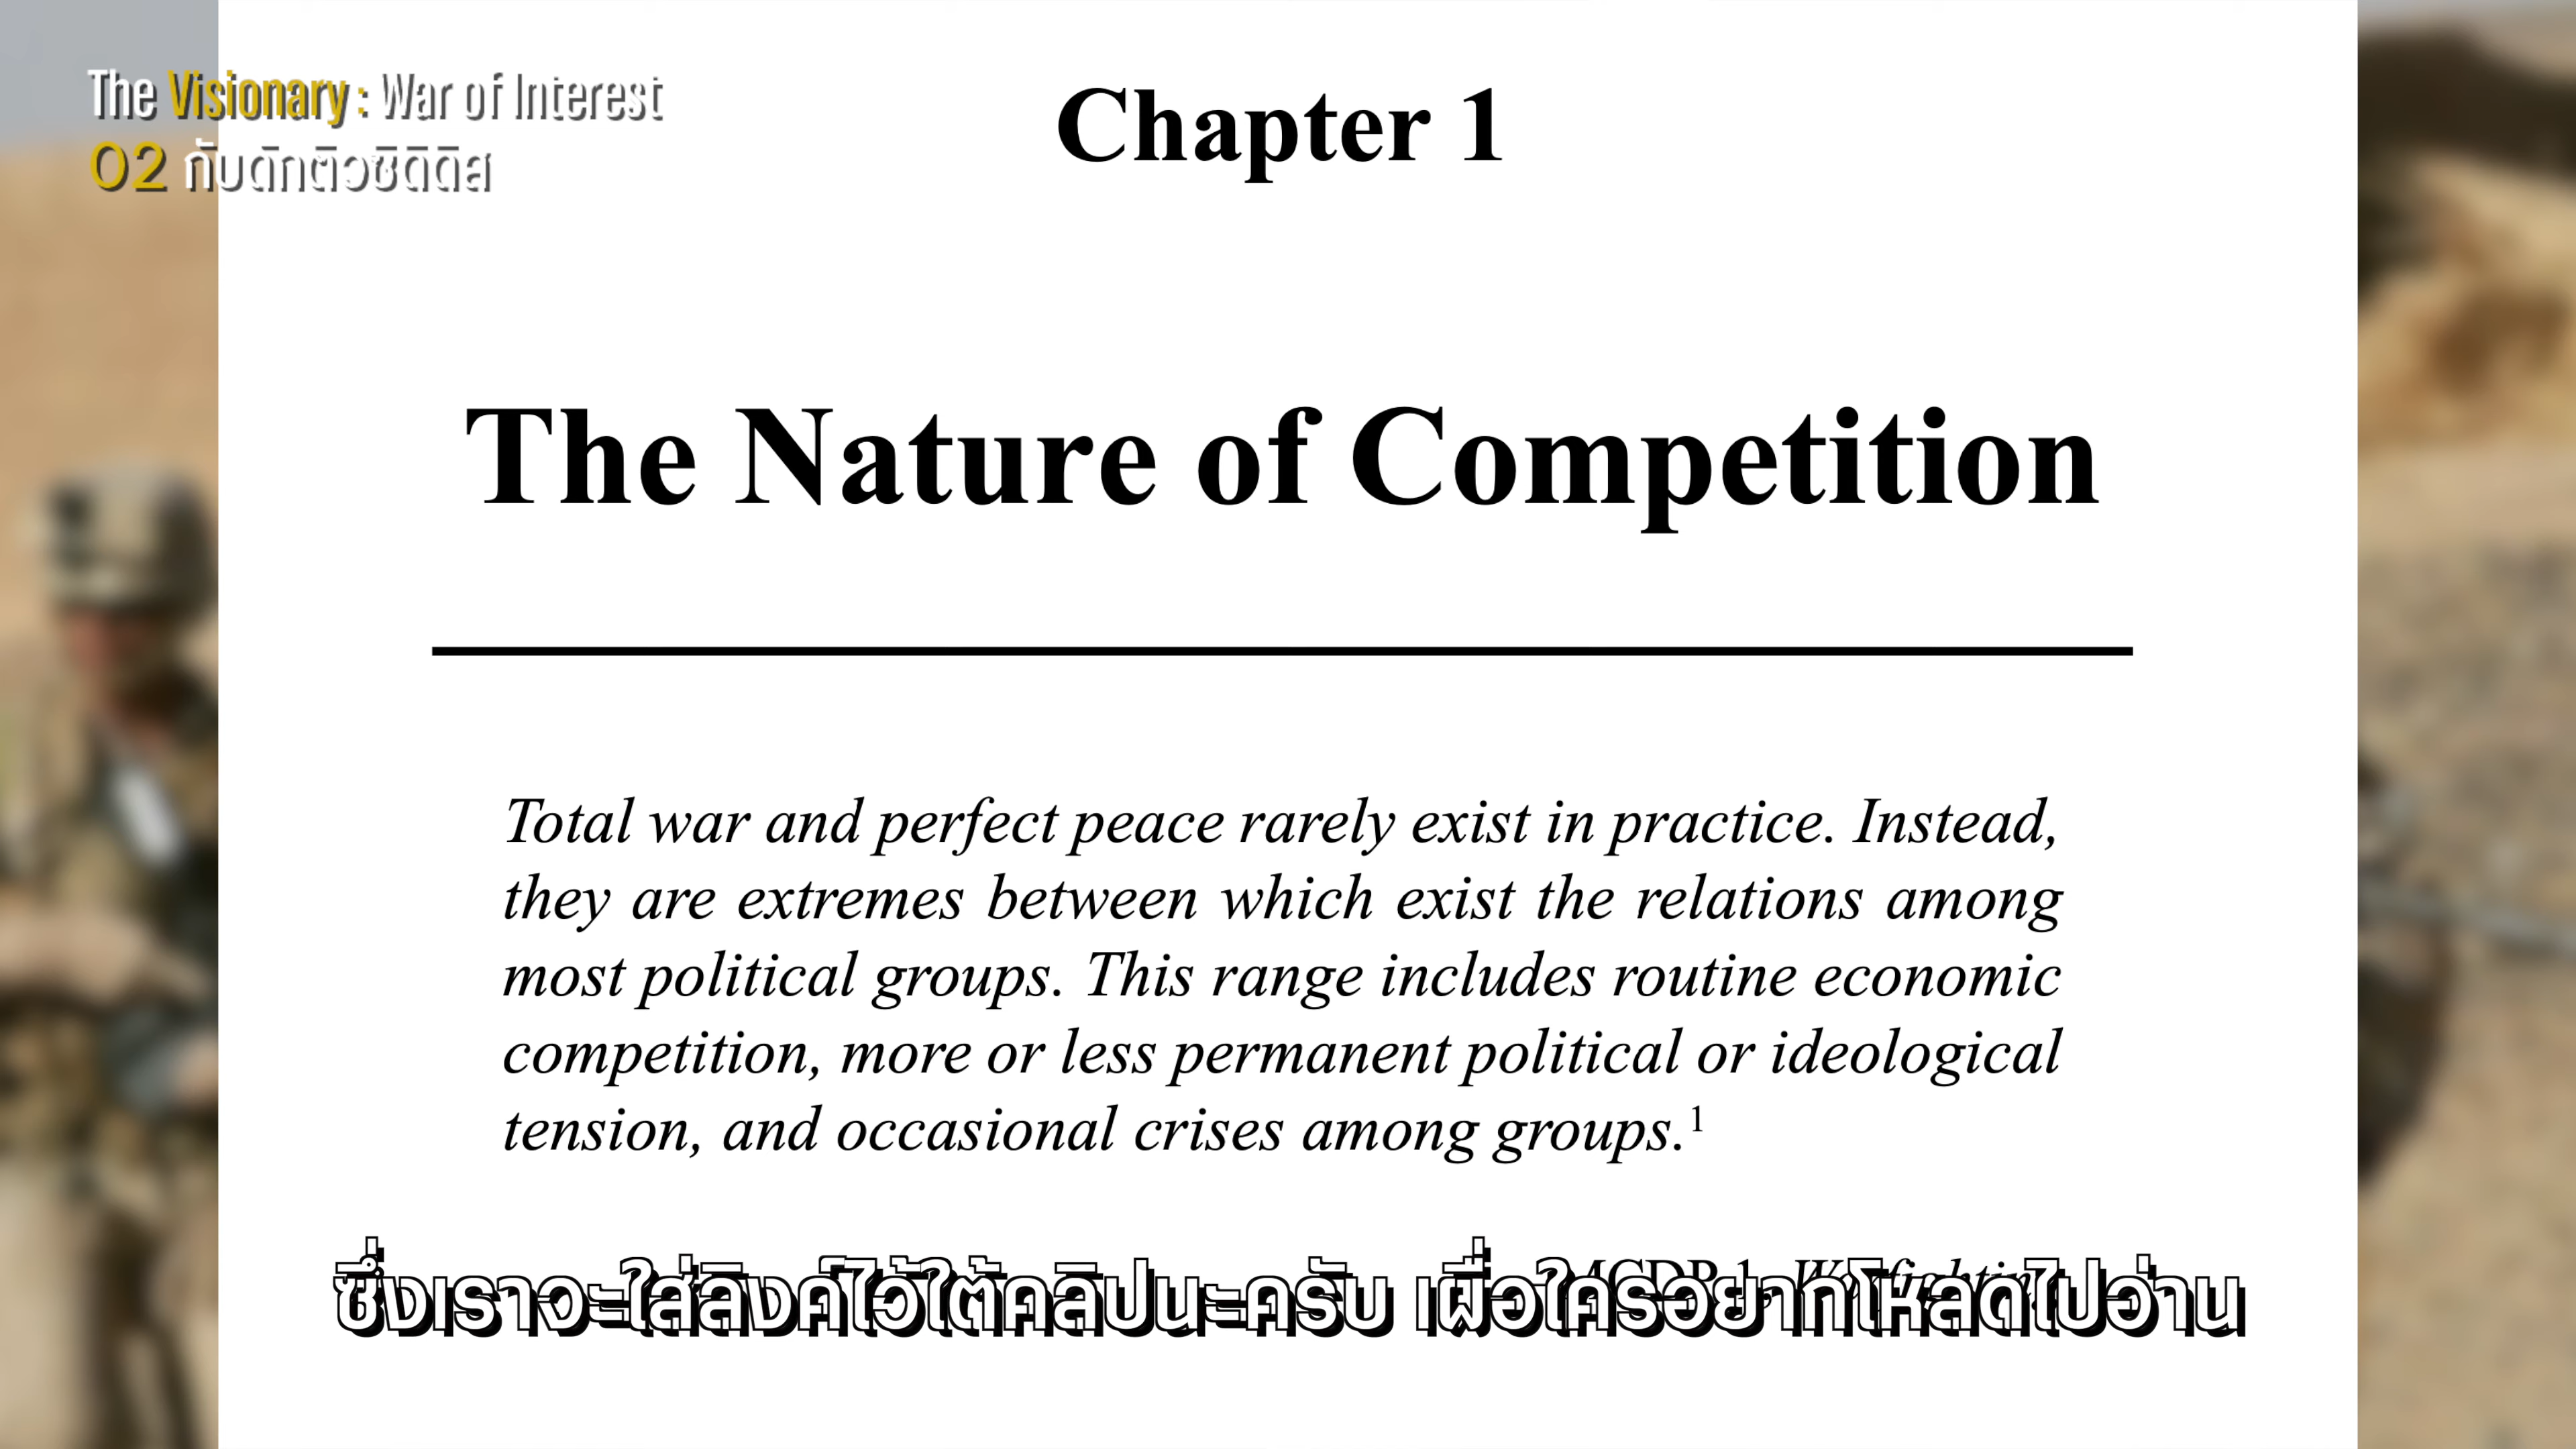 The Visionary : War of Interest
02 กับดักติวซิดิดิส
Chapter 1
The Nature of Competition
Total war and perfect peace rarely exist in practice. Instead,
they are extremes between which exist the relations among
most political groups. This range includes routine economic
competition, more or less permanent political or ideological
tension, and occasional crises among groups.¹
MCDP 1, Warfighting
ซึ่งเราจะใส่ลิงค์ไว้ใต้คลิปนะครับ เผื่อใครอยากโหลดไปอ่าน